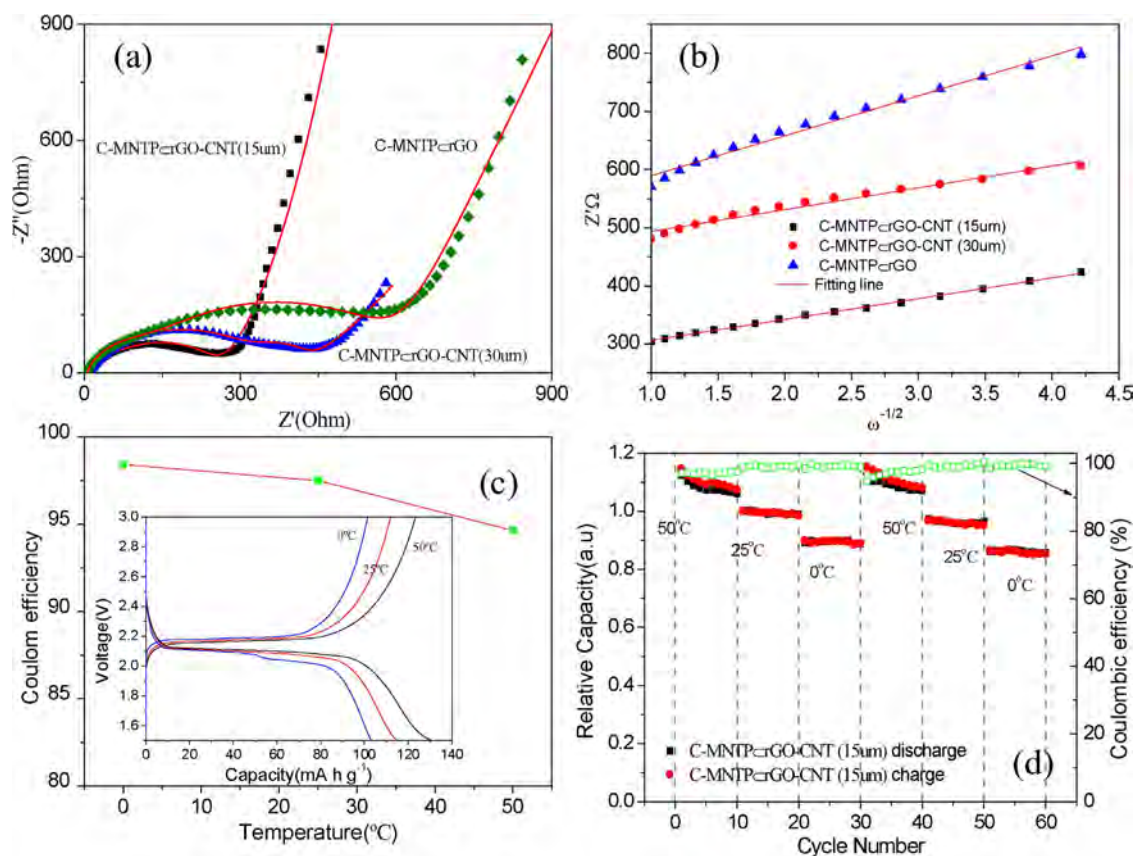 (a)
900
600
300
0
-Z"(Ohm)
C-MNTP⊂rGO-CNT(15um)
C-MNTP⊂rGO
C-MNTP⊂rGO-CNT(30um)
0
300
600
900
Z'(Ohm)
(b)
800
700
600
500
400
300
Z'Ω
C-MNTP⊂rGO-CNT (15um)
C-MNTP⊂rGO-CNT (30um)
C-MNTP⊂rGO
Fitting line
1.0 1.5 2.0 2.5 3.0 3.5 4.0 4.5
ω-1/2
(c)
100
95
90
85
80
Coulom efficiency
3.0
2.8
2.4
2.2
2.0
1.8
1.6
Voltage(V)
0ºC
25ºC
50ºC
0 20 40 60 80 100 120 140
Capacity(mA h g-1)
0 10 20 30 40 50
Temperature(ºC)
1.2
1.0
0.8
0.6
0.4
0.2
0.0
Relative Capacity(a.u)
50°C
25°C
0°C
50°C
25°C
0°C
C-MNTP⊂rGO-CNT (15um) discharge
C-MNTP⊂rGO-CNT (15um) charge
(d)
100
80
60
40
20
0
Coulombic efficiency (%)
0 10 20 30 40 50 60
Cycle Number